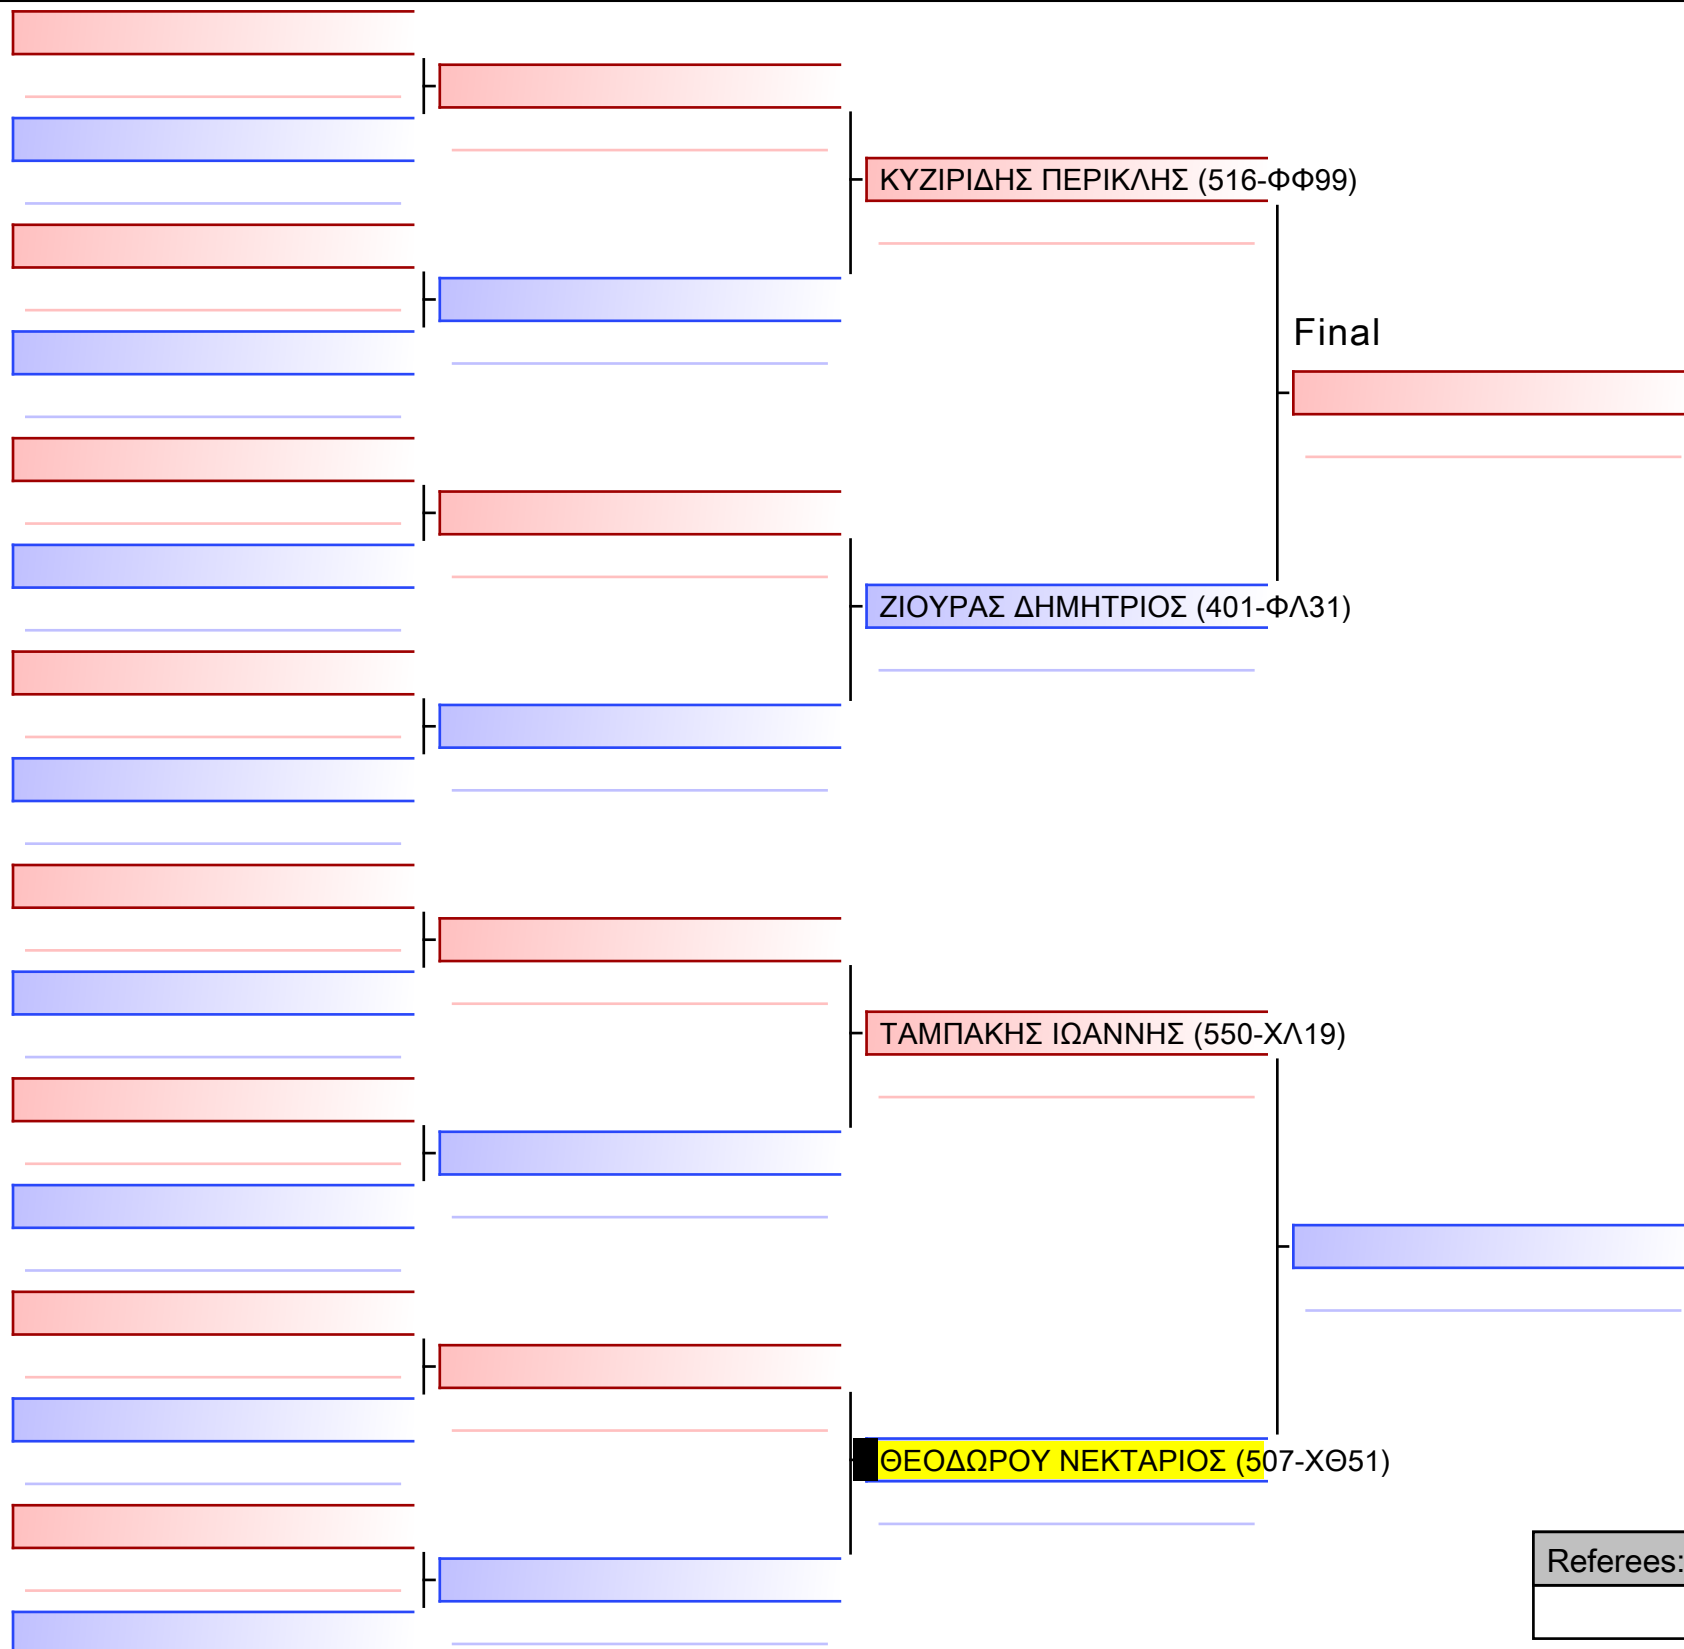 ΚΥΖΙΡΙΔΗΣ ΠΕΡΙΚΛΗΣ (516-ΦΦ99)
Final
ΖΙΟΥΡΑΣ ΔΗΜΗΤΡΙΟΣ (401-ΦΛ31)
ΤΑΜΠΑΚΗΣ ΙΩΑΝΝΗΣ (550-ΧΛ19)
ΘΕΟΔΩΡΟΥ ΝΕΚΤΑΡΙΟΣ (507-ΧΘ51)
Referees: